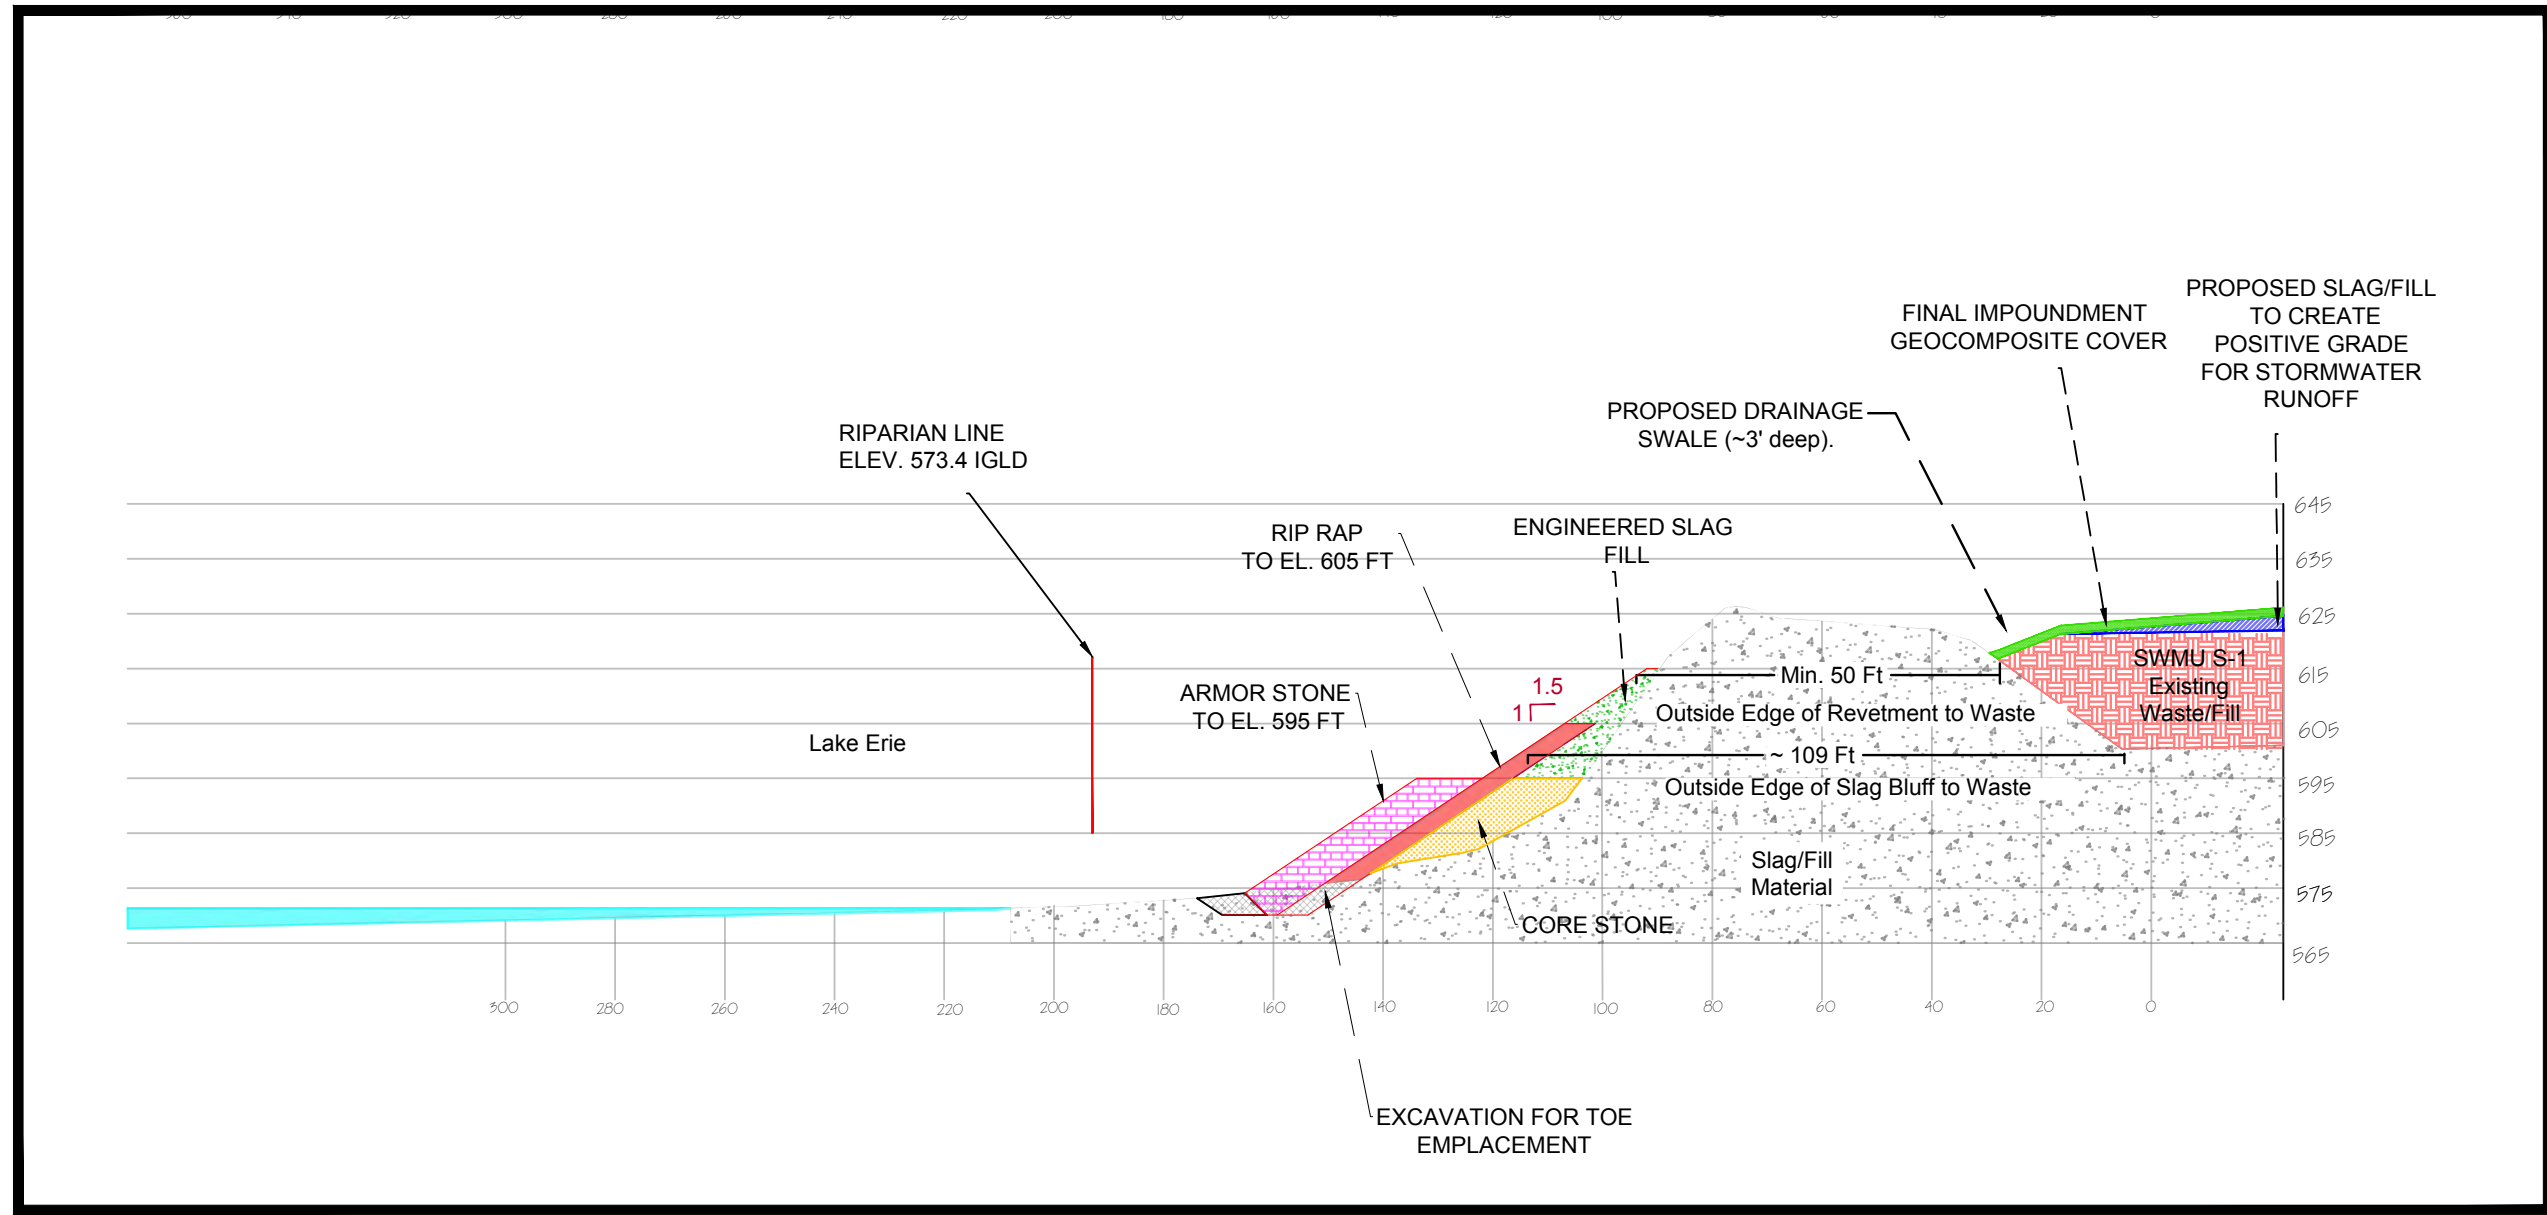 PROPOSED SLAG/FILL
TO CREATE
POSITIVE GRADE
FOR STORMWATER
RUNOFF
FINAL IMPOUNDMENT
GEOCOMPOSITE COVER
PROPOSED DRAINAGE
SWALE (~3' deep).
RIPARIAN LINE
ELEV. 573.4 IGLD
RIP RAP
TO EL. 605 FT
ENGINEERED SLAG
FILL
645
635
625
615
605
595
585
575
565
SWMU S-1
Existing
Waste/Fill
Min. 50 Ft
Outside Edge of Revetment to Waste
1.5
1
ARMOR STONE
TO EL. 595 FT
Lake Erie
~ 109 Ft
Outside Edge of Slag Bluff to Waste
Slag/Fill
Material
CORE STONE
300 280 260 240 220 200 180 160 140 120 100 80 60 40 20 0
EXCAVATION FOR TOE
EMPLACEMENT